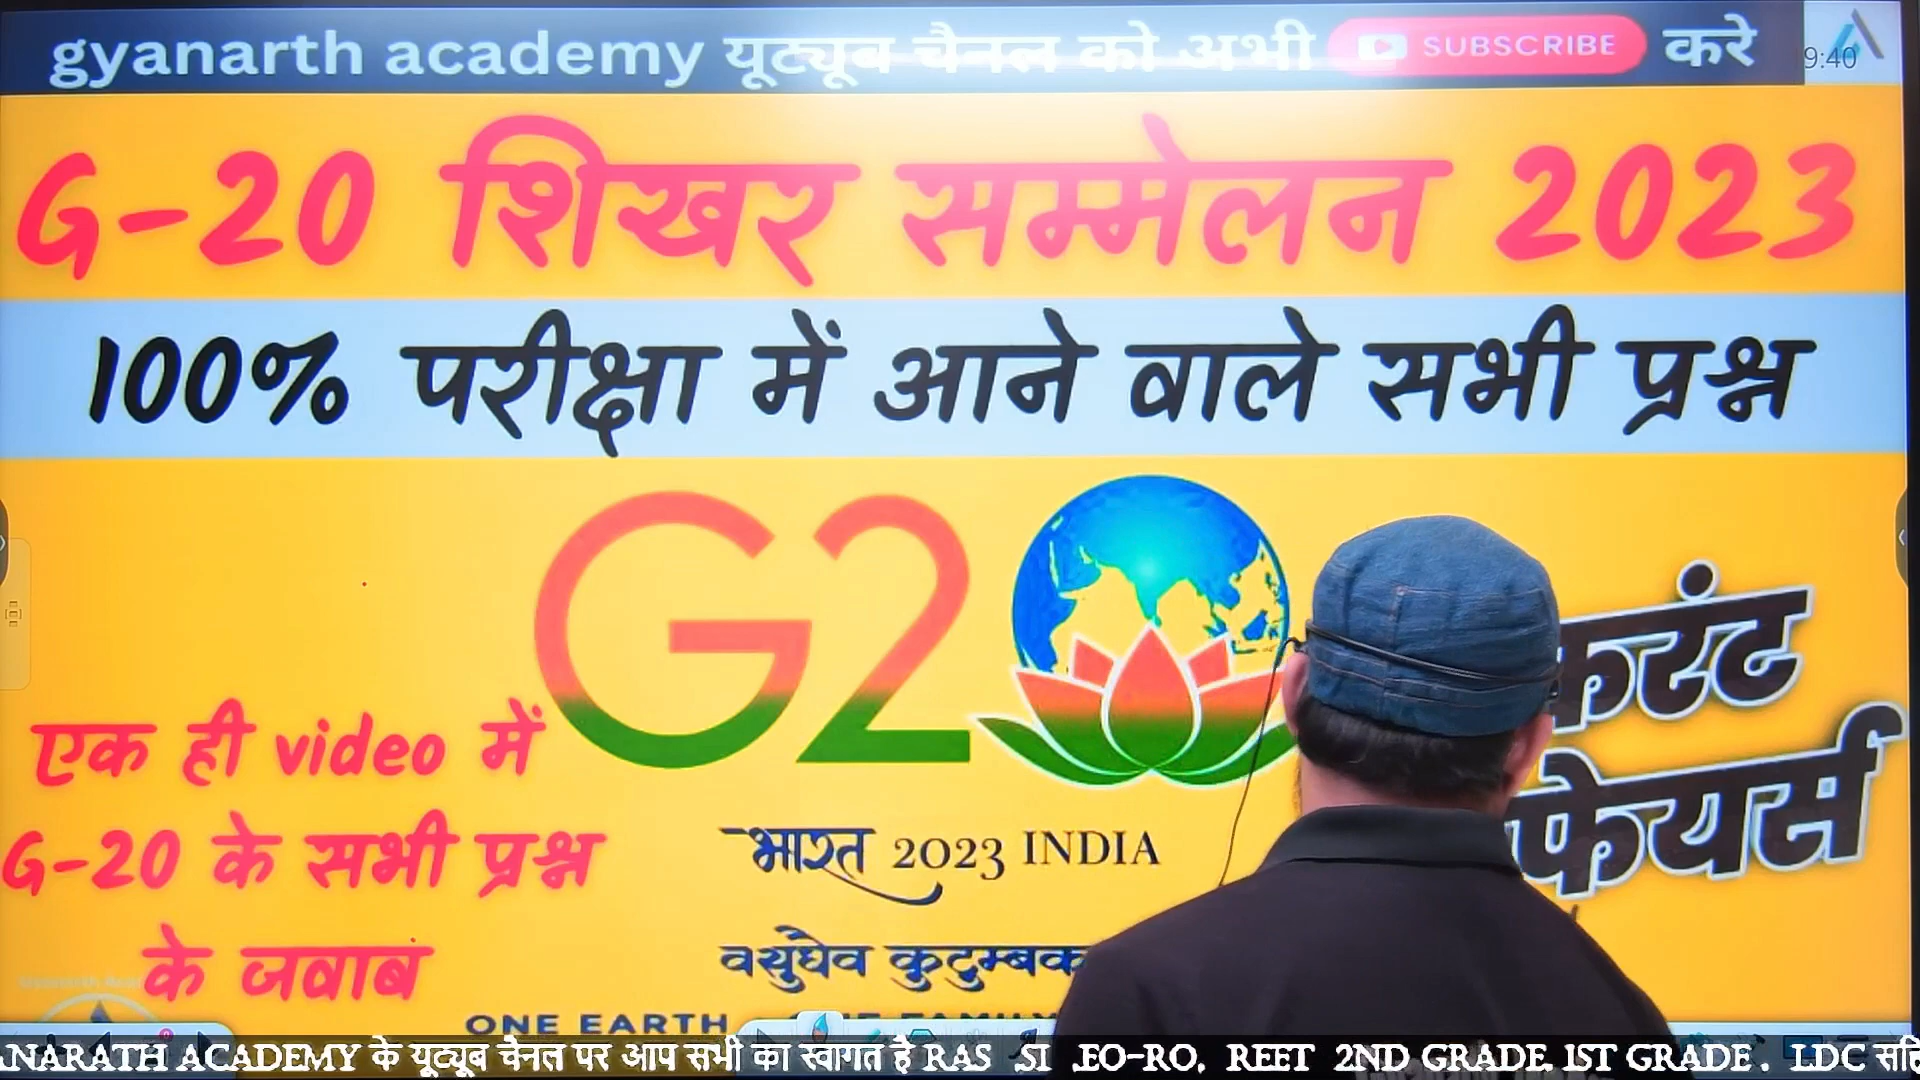 gyanarth academy यूट्यूब चैनल को अभी SUBSCRIBE करे
9:40
G-20 शिखर सम्मेलन 2023
100% परीक्षा में आने वाले सभी प्रश्न
G20
करंट
फेयर्स
एक ही video में
G-20 के सभी प्रश्न
के जवाब
भारत 2023 INDIA
वसुधैव कुटुम्बक
ONE EARTH
ANARATH ACADEMY के यूट्यूब चैनल पर आप सभी का स्वागत है RAS SI .EO-RO, REET 2ND GRADE, 1ST GRADE . LDC